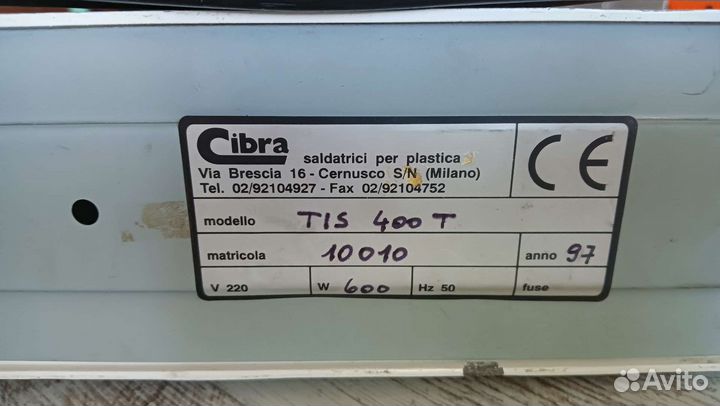 Cibra
saldatrici per plastica
Via Brescia 16 - Cernusco S/N (Milano)
Tel. 02/92104927 - Fax 02/92104752
CE
modello TIS 400 T
matricola 10010 anno 97
V 220 W 600 Hz 50 fuse
Avito